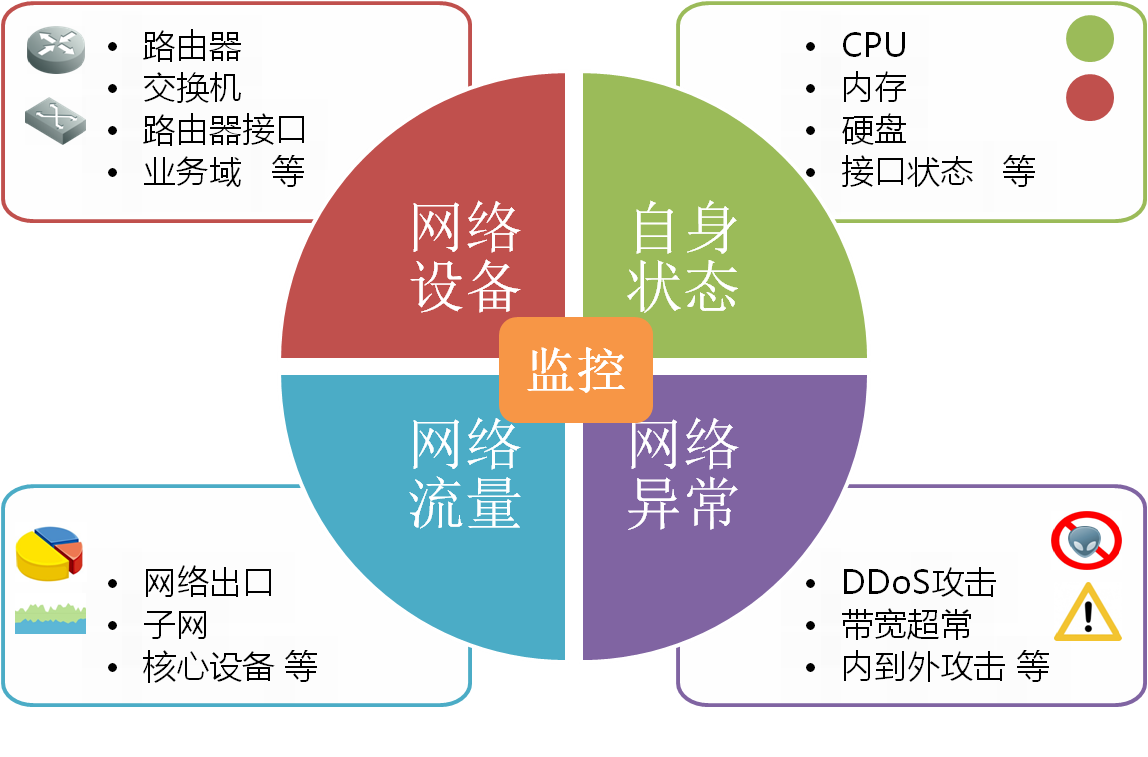 • 路由器
• 交换机
• 路由器接口
• 业务域 等
• CPU
• 内存
• 硬盘
• 接口状态 等
网络
设备
自身
状态
监控
网络
流量
网络
异常
• 网络出口
• 子网
• 核心设备 等
• DDoS攻击
• 带宽超常
• 内到外攻击 等